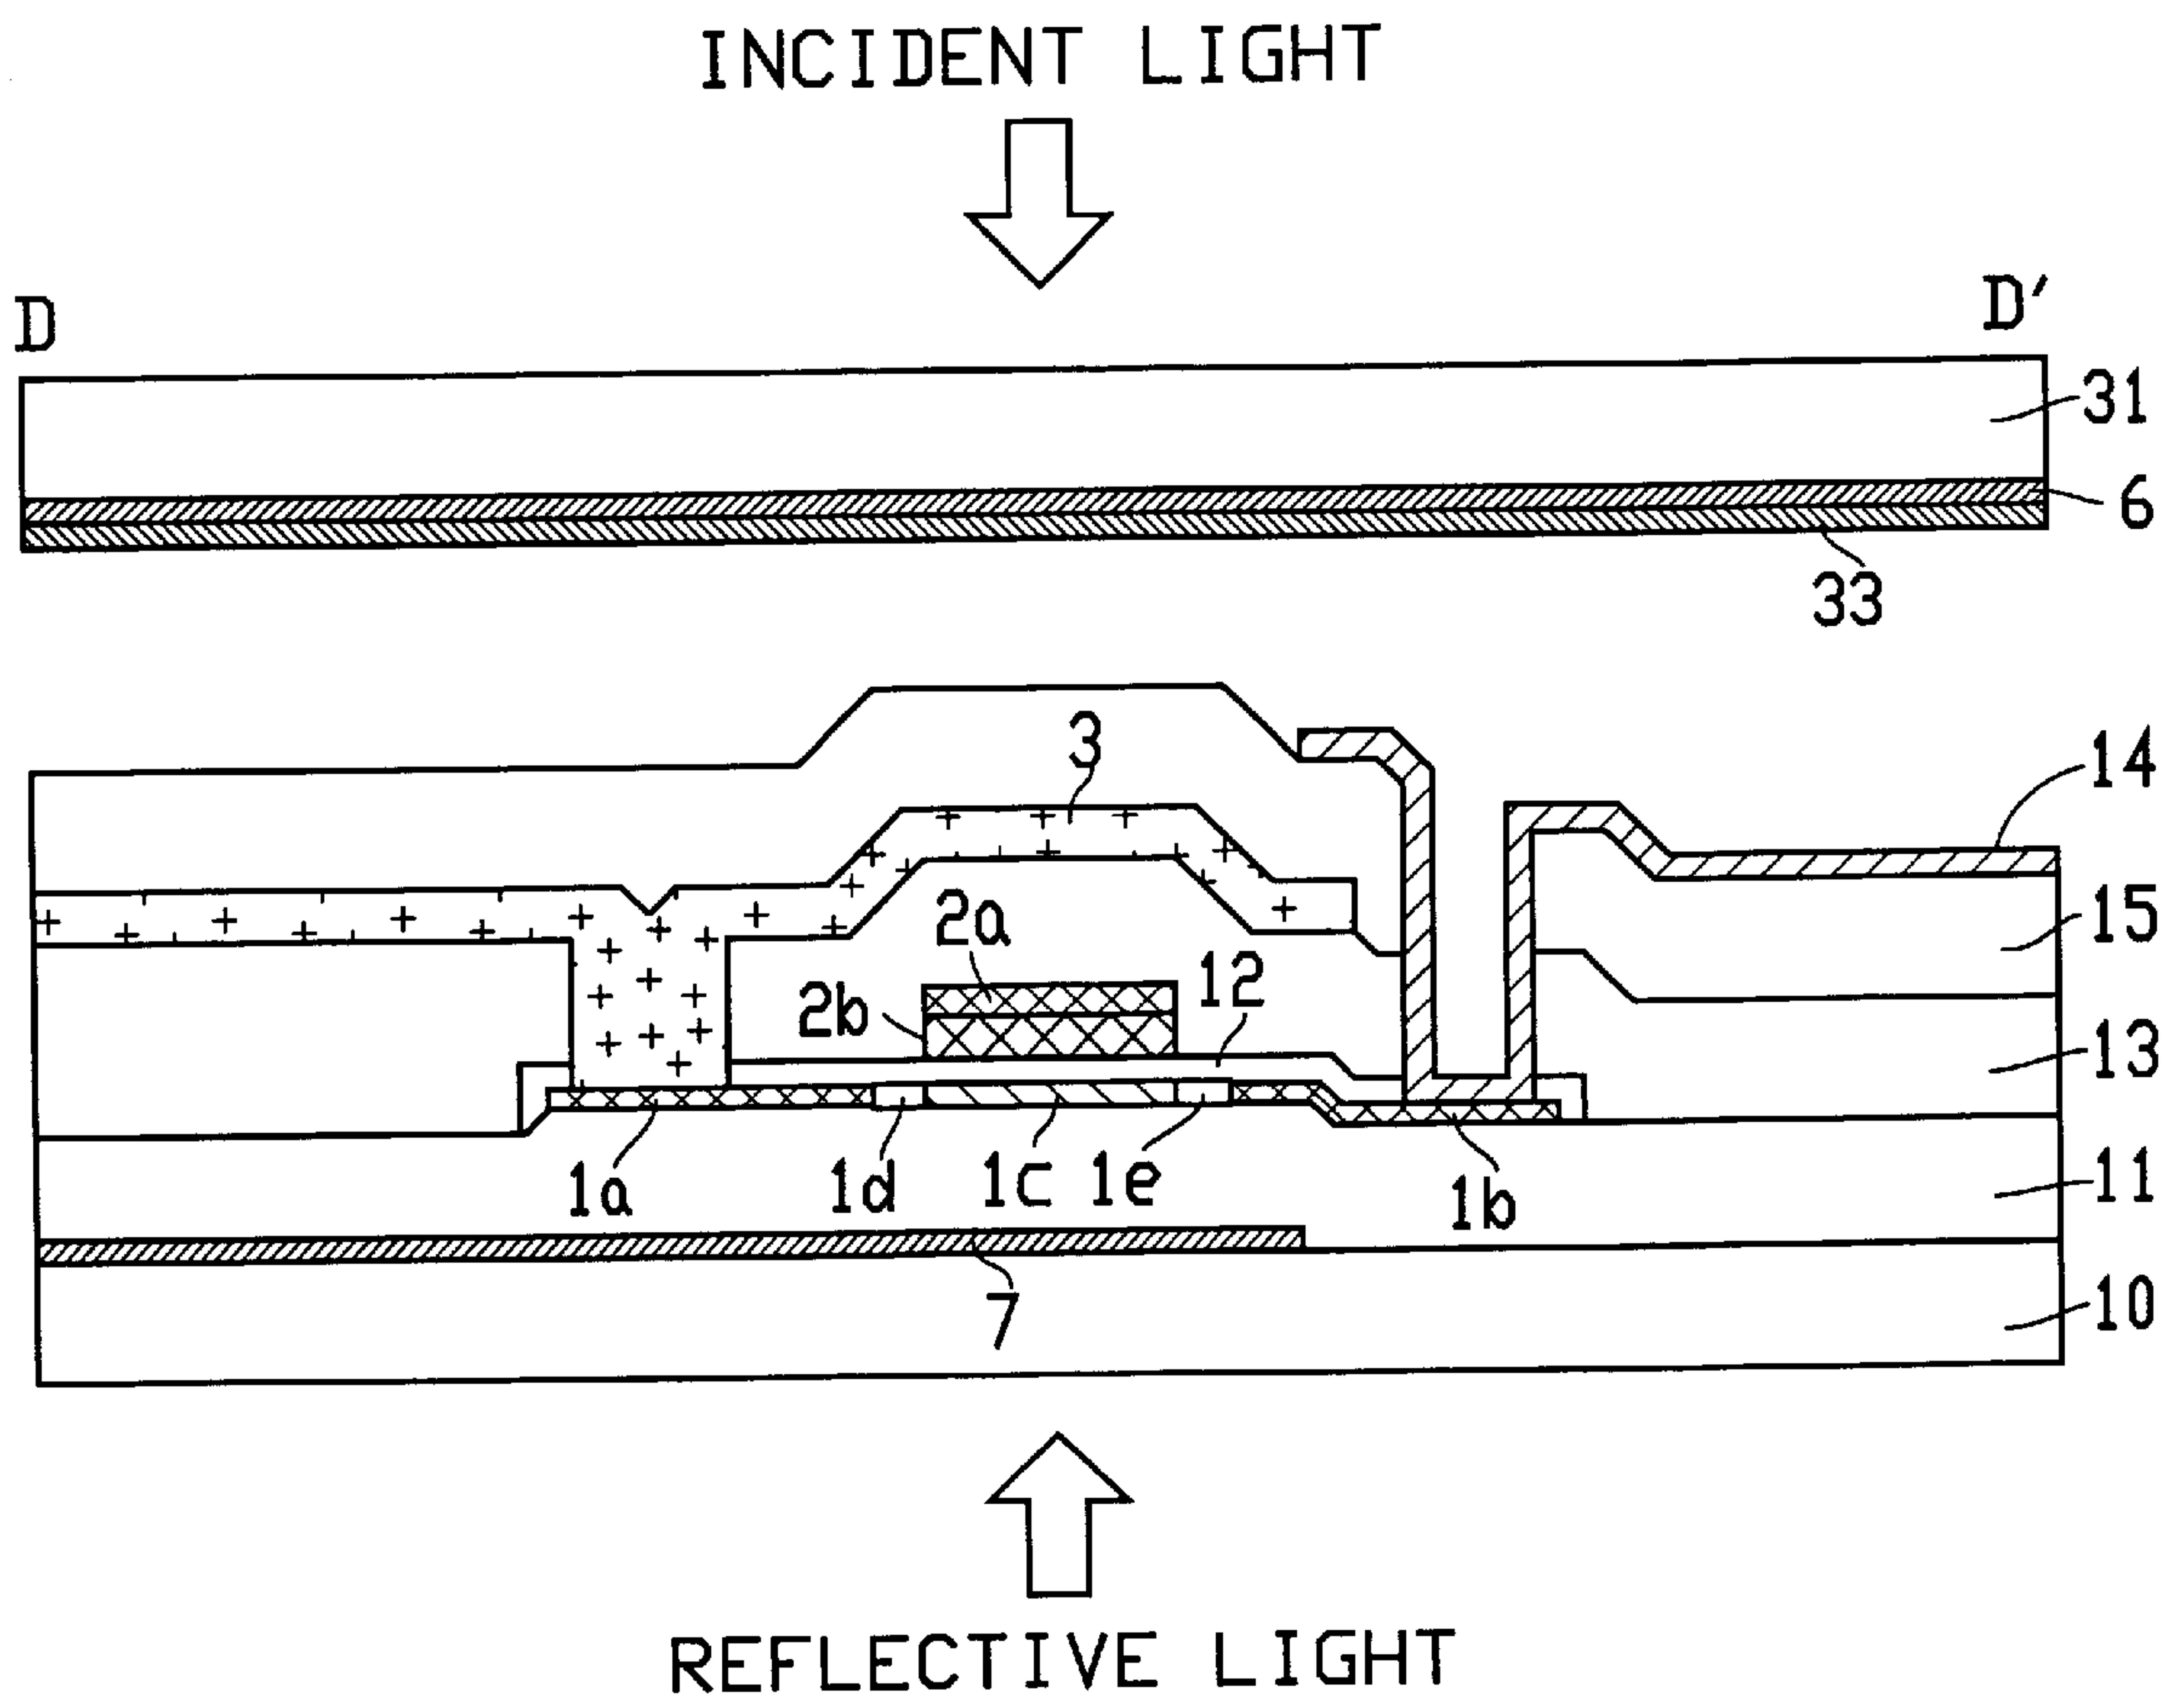 INCIDENT LIGHT
D
D'
31
6
33
3
14
2a
15
12
2b
13
1a
1d
1c
1e
1b
11
7
10
REFLECTIVE LIGHT